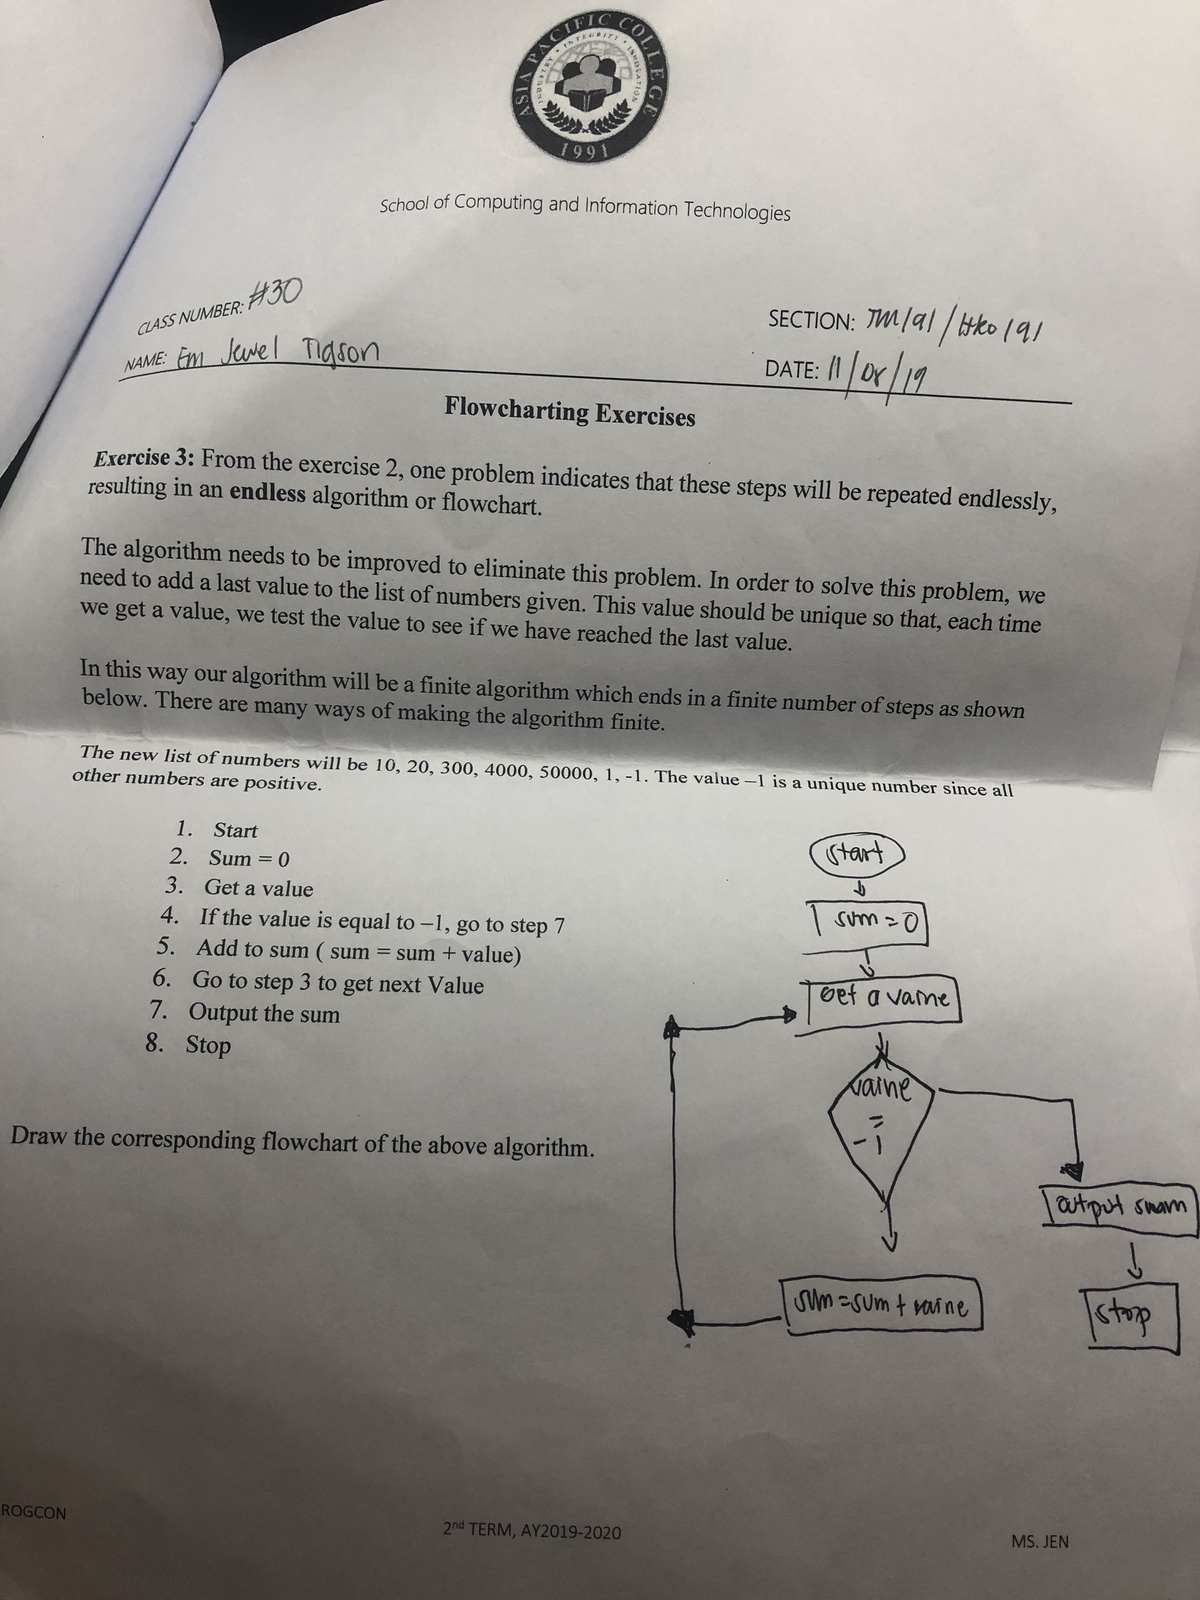 ASIA PACIFIC COLLEGE
INDUSTRY • INTEGRITY • INNOVATION
1991
School of Computing and Information Technologies
CLASS NUMBER: #30
SECTION:
NAME: Em Jewel Tigson
DATE: 11/08/19
Flowcharting Exercises
Exercise 3: From the exercise 2, one problem indicates that these steps will be repeated endlessly,
resulting in an endless algorithm or flowchart.
The algorithm needs to be improved to eliminate this problem. In order to solve this problem, we
need to add a last value to the list of numbers given. This value should be unique so that, each time
we get a value, we test the value to see if we have reached the last value.
In this way our algorithm will be a finite algorithm which ends in a finite number of steps as shown
below. There are many ways of making the algorithm finite.
The new list of numbers will be 10, 20, 300, 4000, 50000, 1, -1. The value –1 is a unique number since all
other numbers are positive.
1. Start
2. Sum = 0
3. Get a value
4. If the value is equal to –1, go to step 7
5. Add to sum ( sum = sum + value)
6. Go to step 3 to get next Value
7. Output the sum
8. Stop
Draw the corresponding flowchart of the above algorithm.
start
sum = 0
Get a value
value
=
-1
sum = sum + value
output sum
stop
ROGCON
2nd TERM, AY2019-2020
MS. JEN